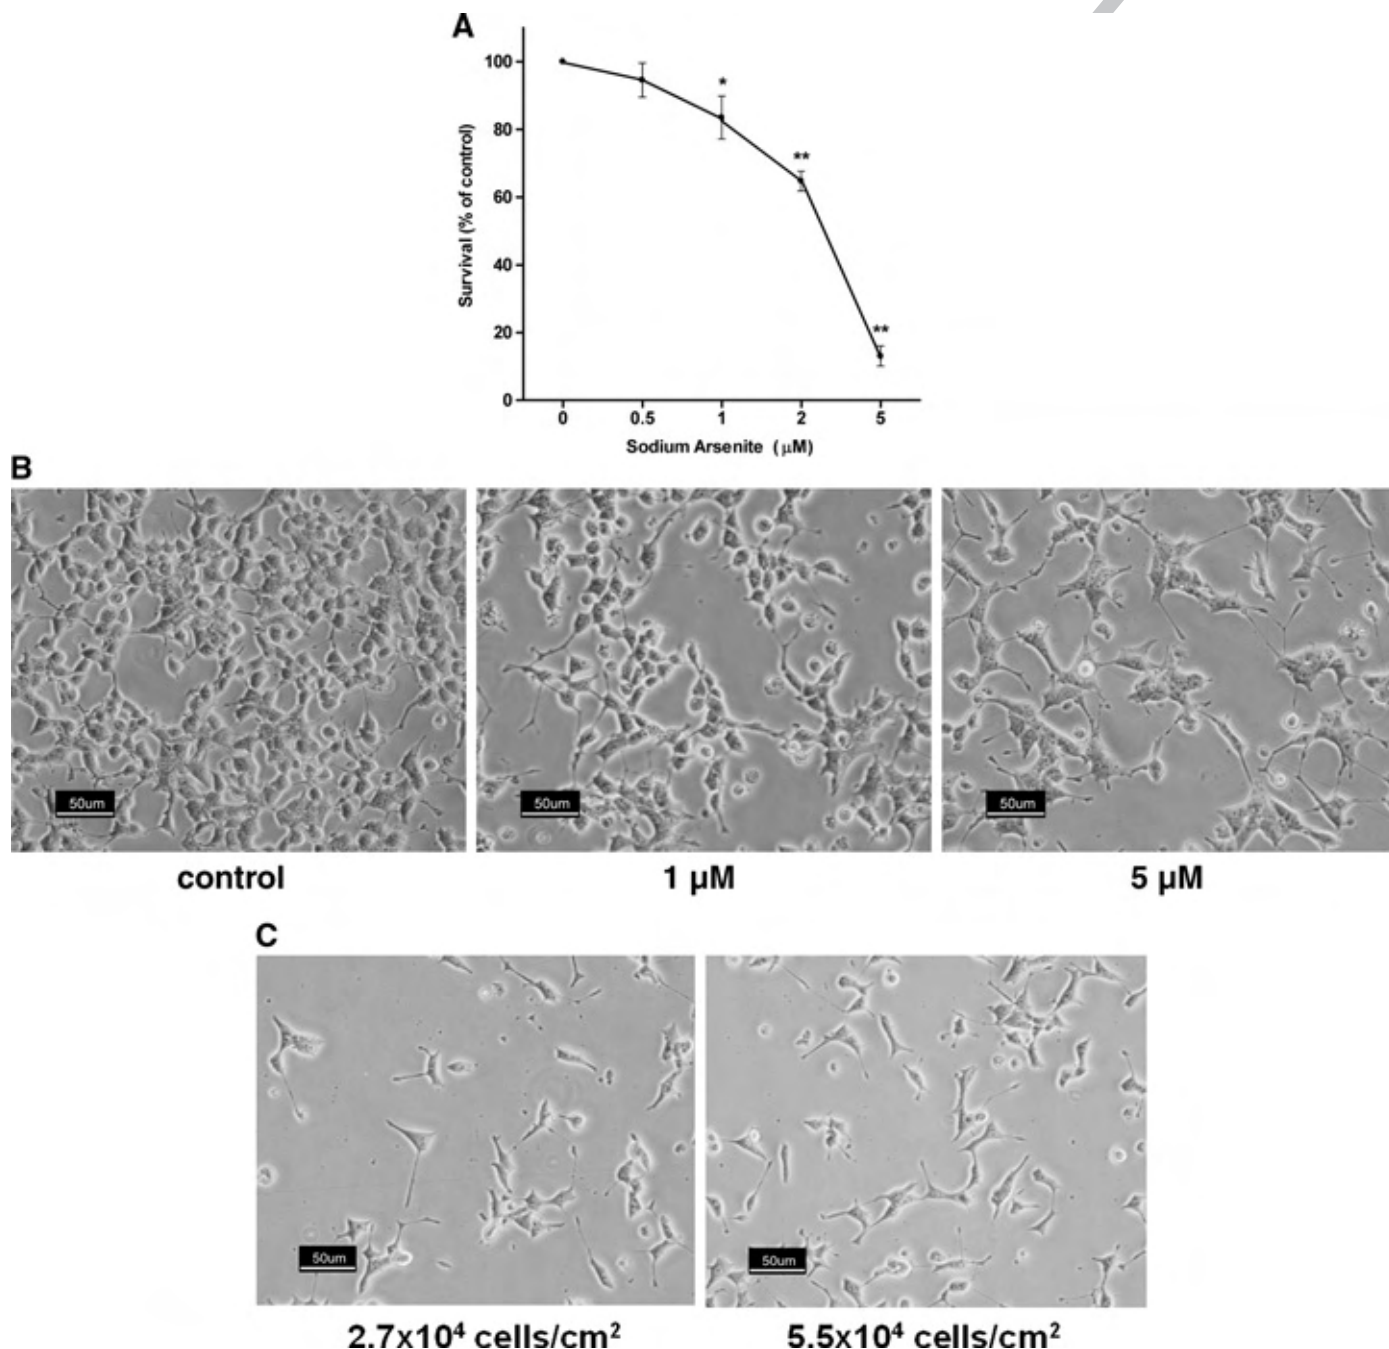 A
100
80
60
40
20
0
Survival (% of control)
*
**
**
0 0.5 1 2 5
Sodium Arsenite ( µM)
B
50um 50um 50um
control 1 µM 5 µM
C
50um 50um
2.7x10⁴ cells/cm² 5.5x10⁴ cells/cm²